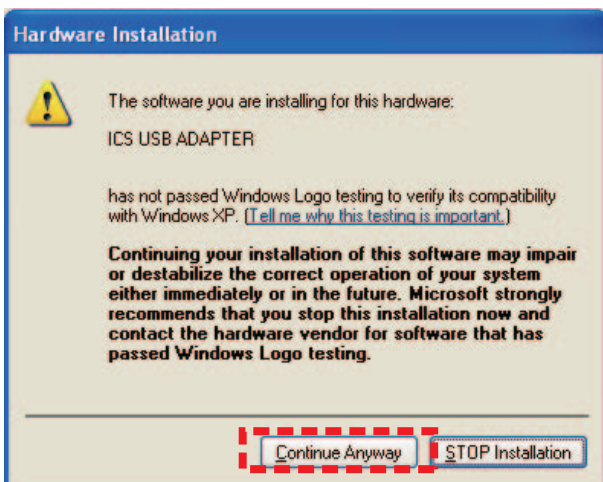 Hardware Installation
The software you are installing for this hardware:
ICS USB ADAPTER
has not passed Windows Logo testing to verify its compatibility
with Windows XP. (Tell me why this testing is important.)
Continuing your installation of this software may impair
or destabilize the correct operation of your system
either immediately or in the future. Microsoft strongly
recommends that you stop this installation now and
contact the hardware vendor for software that has
passed Windows Logo testing.
Continue Anyway STOP Installation